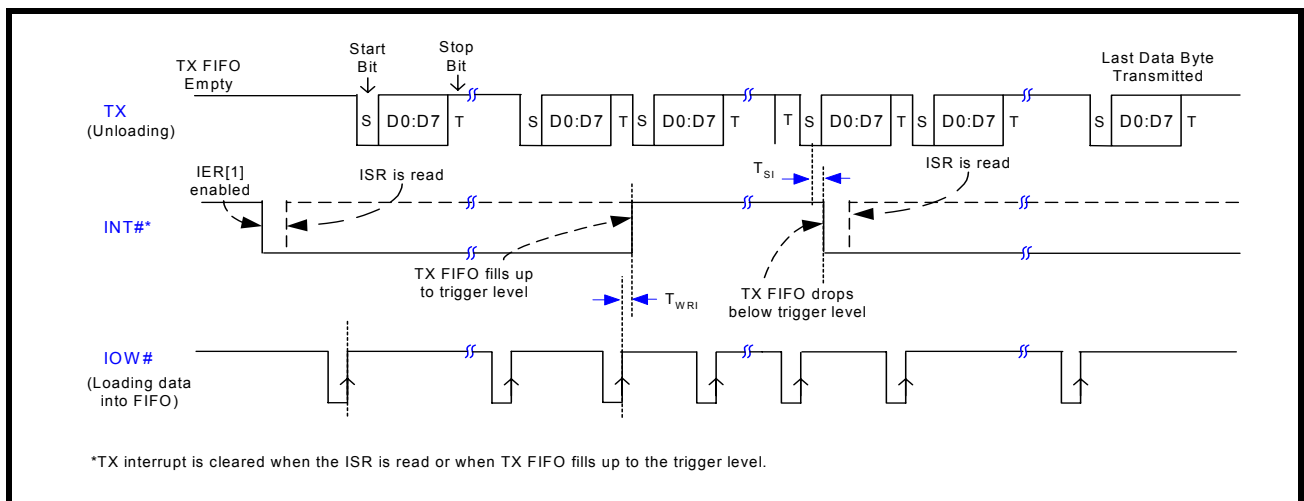 TX FIFO
Empty
Start
Bit
Stop
Bit
Last Data Byte
Transmitted
TX
(Unloading)
S D0:D7 T S D0:D7 T S D0:D7 T T S D0:D7 T S D0:D7 T S D0:D7 T
IER[1]
enabled
ISR is read
TSI
ISR is read
INT#*
TX FIFO fills up
to trigger level
TWRI
TX FIFO drops
below trigger level
IOW#
(Loading data
into FIFO)
*TX interrupt is cleared when the ISR is read or when TX FIFO fills up to the trigger level.